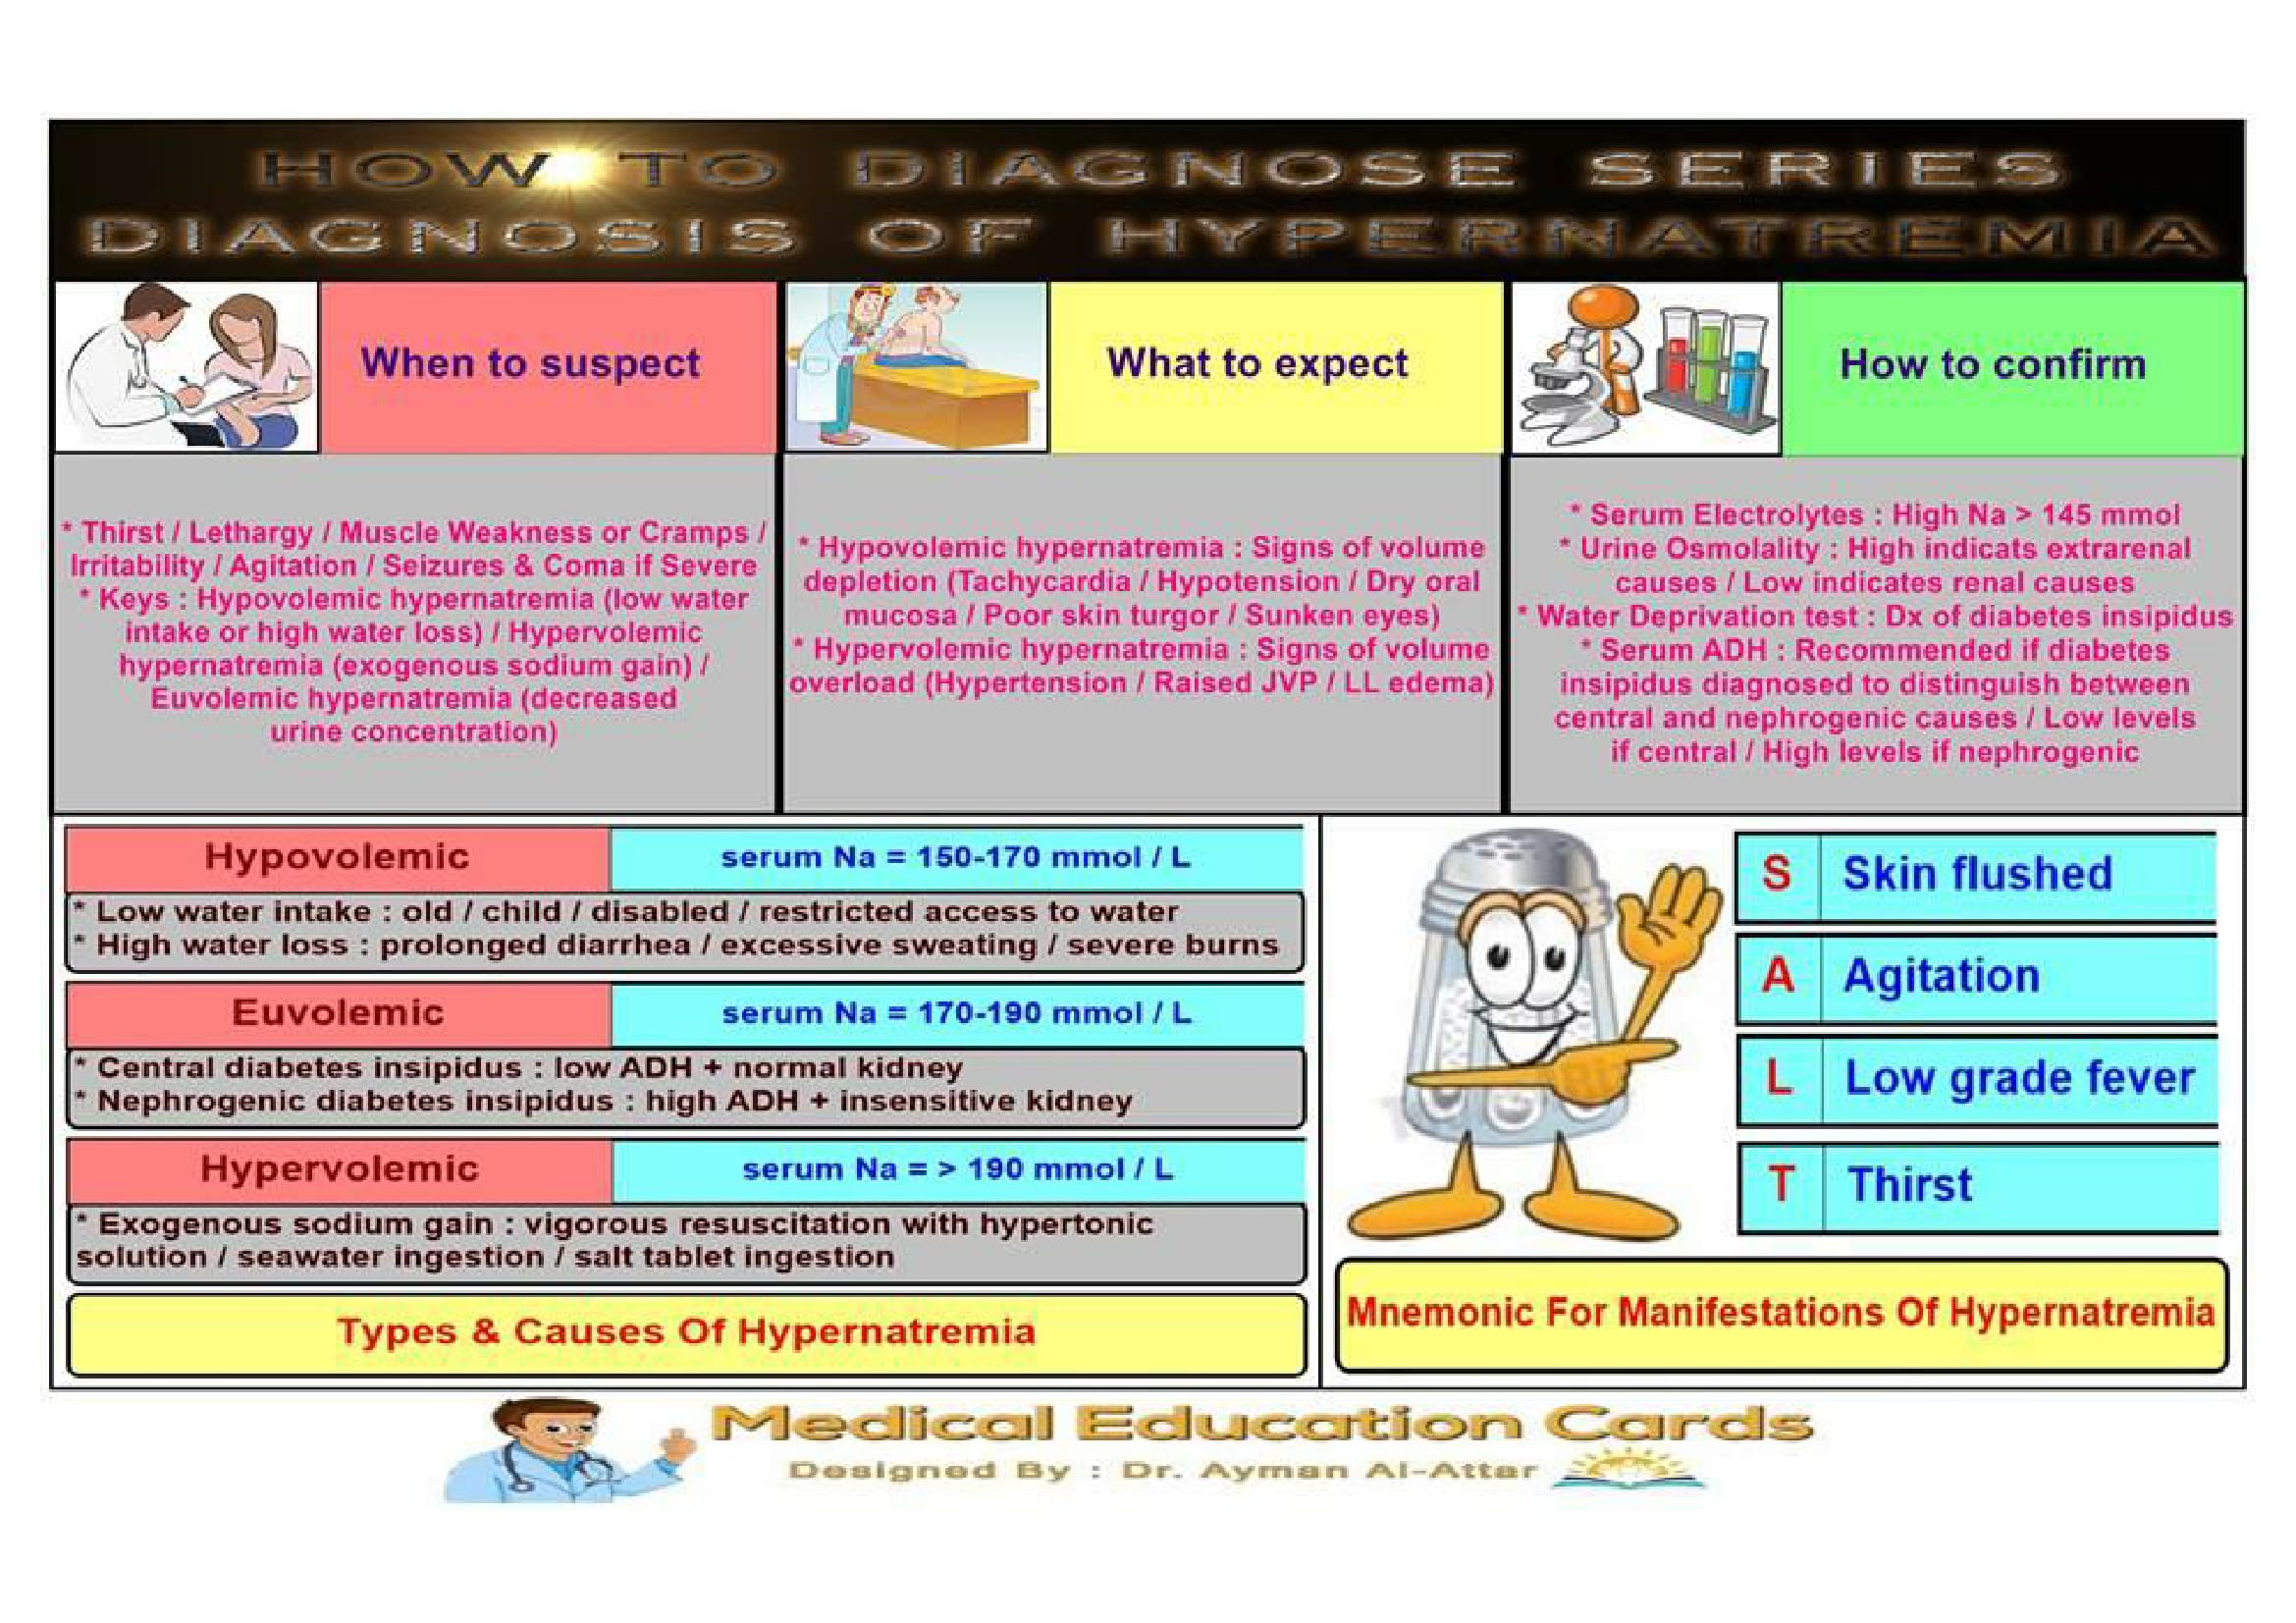 HOW TO DIAGNOSE SERIES
DIAGNOSIS OF HYPERNATREMIA
When to suspect
* Thirst / Lethargy / Muscle Weakness or Cramps /
Irritability / Agitation / Seizures & Coma if Severe
* Keys : Hypovolemic hypernatremia (low water
intake or high water loss) / Hypervolemic
hypernatremia (exogenous sodium gain) /
Euvolemic hypernatremia (decreased
urine concentration)
What to expect
* Hypovolemic hypernatremia : Signs of volume
depletion (Tachycardia / Hypotension / Dry oral
mucosa / Poor skin turgor / Sunken eyes)
* Hypervolemic hypernatremia : Signs of volume
overload (Hypertension / Raised JVP / LL edema)
How to confirm
* Serum Electrolytes : High Na > 145 mmol
* Urine Osmolality : High indicats extrarenal
causes / Low indicates renal causes
* Water Deprivation test : Dx of diabetes insipidus
* Serum ADH : Recommended if diabetes
insipidus diagnosed to distinguish between
central and nephrogenic causes / Low levels
if central / High levels if nephrogenic
Hypovolemic
serum Na = 150-170 mmol / L
* Low water intake : old / child / disabled / restricted access to water
* High water loss : prolonged diarrhea / excessive sweating / severe burns
Euvolemic
serum Na = 170-190 mmol / L
* Central diabetes insipidus : low ADH + normal kidney
* Nephrogenic diabetes insipidus : high ADH + insensitive kidney
Hypervolemic
serum Na = > 190 mmol / L
* Exogenous sodium gain : vigorous resuscitation with hypertonic
solution / seawater ingestion / salt tablet ingestion
Types & Causes Of Hypernatremia
S Skin flushed
A Agitation
L Low grade fever
T Thirst
Mnemonic For Manifestations Of Hypernatremia
Medical Education Cards
Designed By : Dr. Ayman Al-Attar